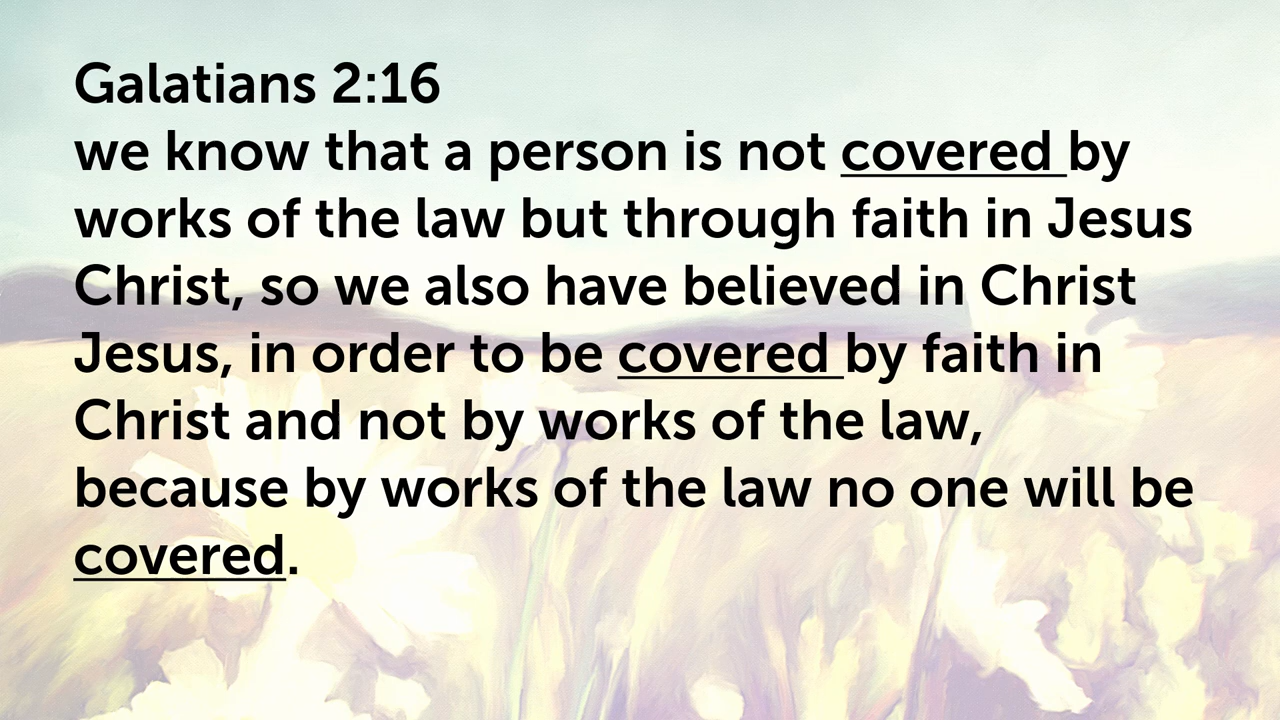 Galatians 2:16
we know that a person is not covered by
works of the law but through faith in Jesus
Christ, so we also have believed in Christ
Jesus, in order to be covered by faith in
Christ and not by works of the law,
because by works of the law no one will be
covered.